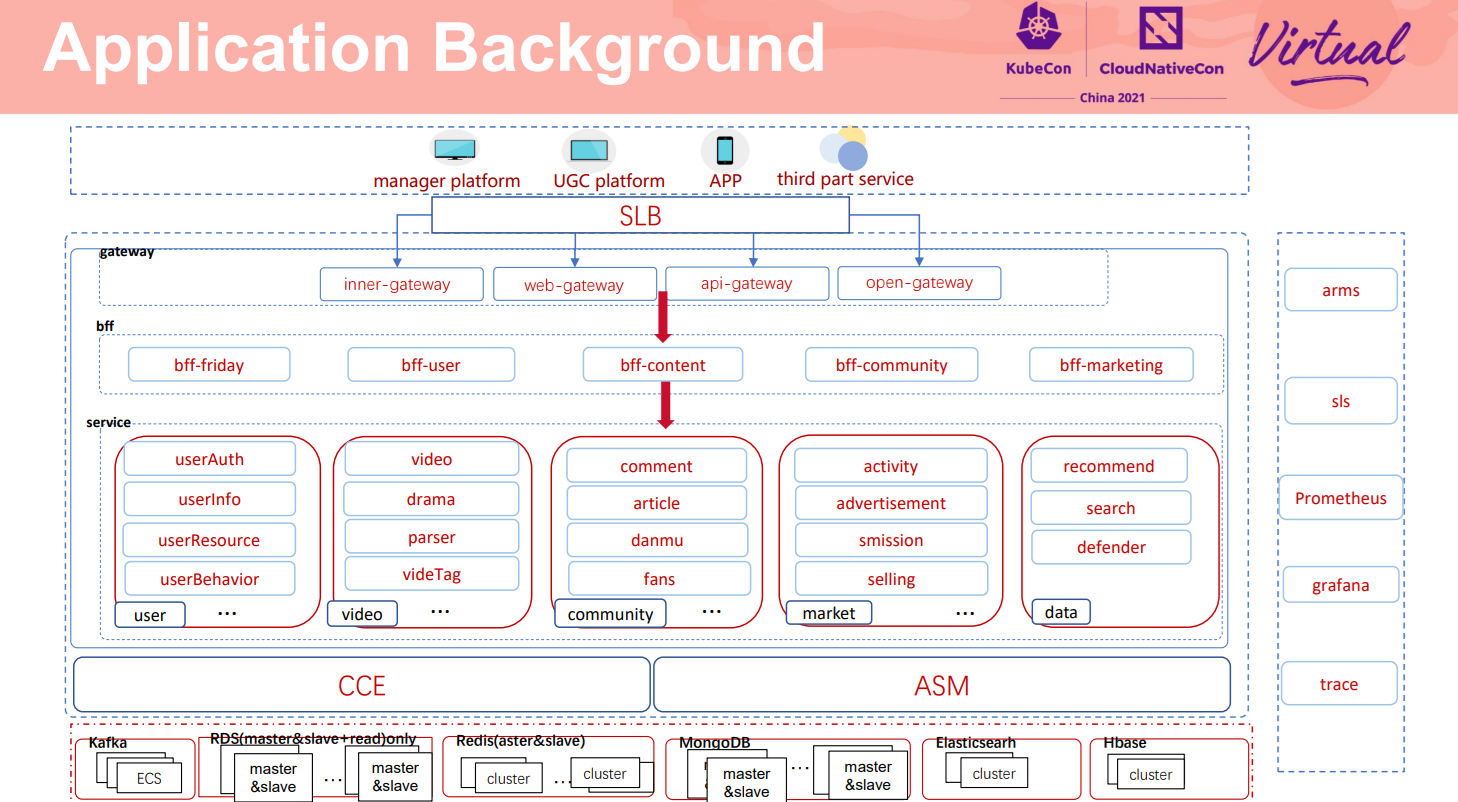 Application Background
KubeCon
CloudNativeCon
China 2021
Virtual
manager platform
UGC platform
APP
third part service
SLB
gateway
inner-gateway
web-gateway
api-gateway
open-gateway
bff
bff-friday
bff-user
bff-content
bff-community
bff-marketing
service
userAuth
userInfo
userResource
userBehavior
...
user
video
drama
parser
videTag
...
video
comment
article
danmu
fans
...
community
activity
advertisement
smission
selling
...
market
recommend
search
defender
data
CCE
ASM
arms
sls
Prometheus
grafana
trace
Kafka
ECS
RDS(master&slave+read)only
master
&slave
...
master
&slave
Redis(aster&slave)
cluster
...
cluster
MongoDB
master
&slave
...
master
&slave
Elasticsearh
cluster
Hbase
cluster